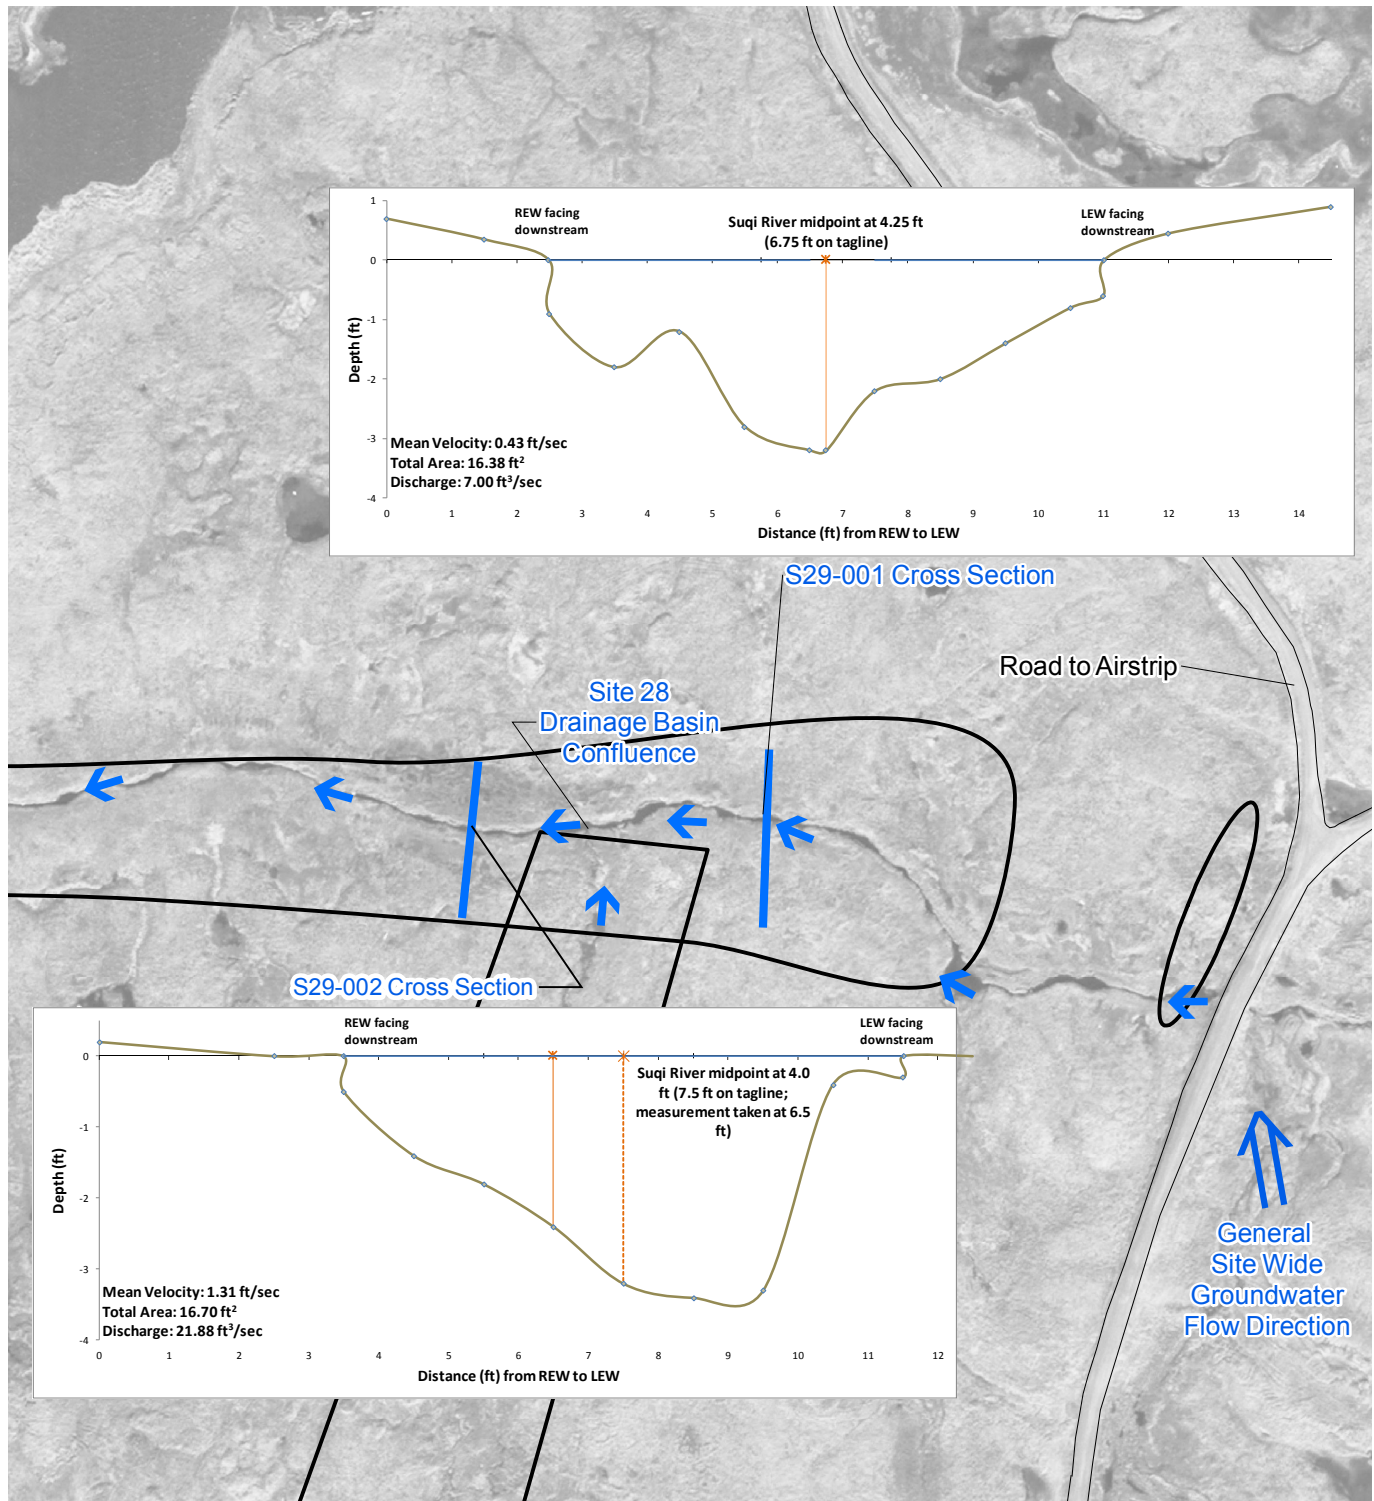 REW facing
downstream
Suqi River midpoint at 4.25 ft
(6.75 ft on tagline)
LEW facing
downstream
1
0
-1
-2
-3
-4
Depth (ft)
Mean Velocity: 0.43 ft/sec
Total Area: 16.38 ft²
Discharge: 7.00 ft³/sec
0 1 2 3 4 5 6 7 8 9 10 11 12 13 14
Distance (ft) from REW to LEW
S29-001 Cross Section
Road to Airstrip
Site 28
Drainage Basin
Confluence
S29-002 Cross Section
REW facing
downstream
LEW facing
downstream
Suqi River midpoint at 4.0
ft (7.5 ft on tagline;
measurement taken at 6.5
ft)
0
-1
-2
-3
-4
Depth (ft)
Mean Velocity: 1.31 ft/sec
Total Area: 16.70 ft²
Discharge: 21.88 ft³/sec
0 1 2 3 4 5 6 7 8 9 10 11 12
Distance (ft) from REW to LEW
General
Site Wide
Groundwater
Flow Direction